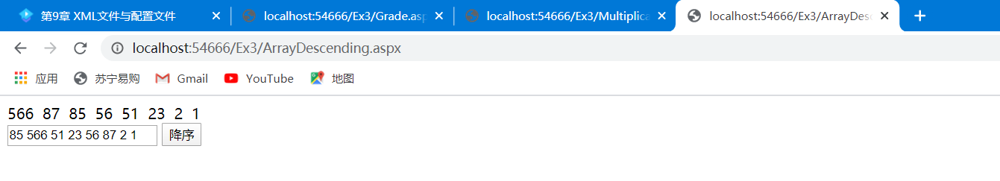 第9章 XML文件与配置文件
localhost:54666/Ex3/Grade.asp
localhost:54666/Ex3/Multiplica
localhost:54666/Ex3/ArrayDesc
localhost:54666/Ex3/ArrayDescending.aspx
应用 苏宁易购 Gmail YouTube 地图
566 87 85 56 51 23 2 1
85 566 51 23 56 87 2 1 降序